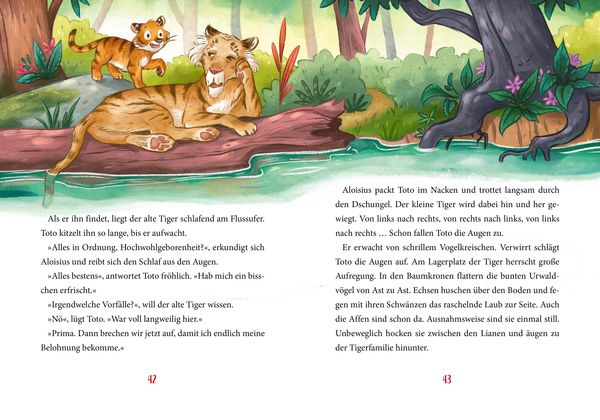 Als er ihn findet, liegt der alte Tiger schlafend am Flussufer.
Toto kitzelt ihn so lange, bis er aufwacht.
»Alles in Ordnung, Hochwohlgeborenheit?«, erkundigt sich
Aloisius und reibt sich den Schlaf aus den Augen.
»Alles bestens«, antwortet Toto fröhlich. »Hab mich ein biss-
chen erfrischt.«
»Irgendwelche Vorfälle?«, will der alte Tiger wissen.
»Nö«, lügt Toto. »War voll langweilig hier.«
»Prima. Dann brechen wir jetzt auf, damit ich endlich meine
Belohnung bekomme.«
42
Aloisius packt Toto im Nacken und trottet langsam durch
den Dschungel. Der kleine Tiger wird dabei hin und her ge-
wiegt. Von links nach rechts, von rechts nach links, von links
nach rechts … Schon fallen Toto die Augen zu.
Er erwacht von schrillem Vogelkreischen. Verwirrt schlägt
Toto die Augen auf. Am Lagerplatz der Tiger herrscht große
Aufregung. In den Baumkronen flattern die bunten Urwald-
vögel von Ast zu Ast. Echsen huschen über den Boden und fe-
gen mit ihren Schwänzen das raschelnde Laub zur Seite. Auch
die Affen sind schon da. Ausnahmsweise sind sie einmal still.
Unbeweglich hocken sie zwischen den Lianen und äugen zu
der Tigerfamilie hinunter.
43